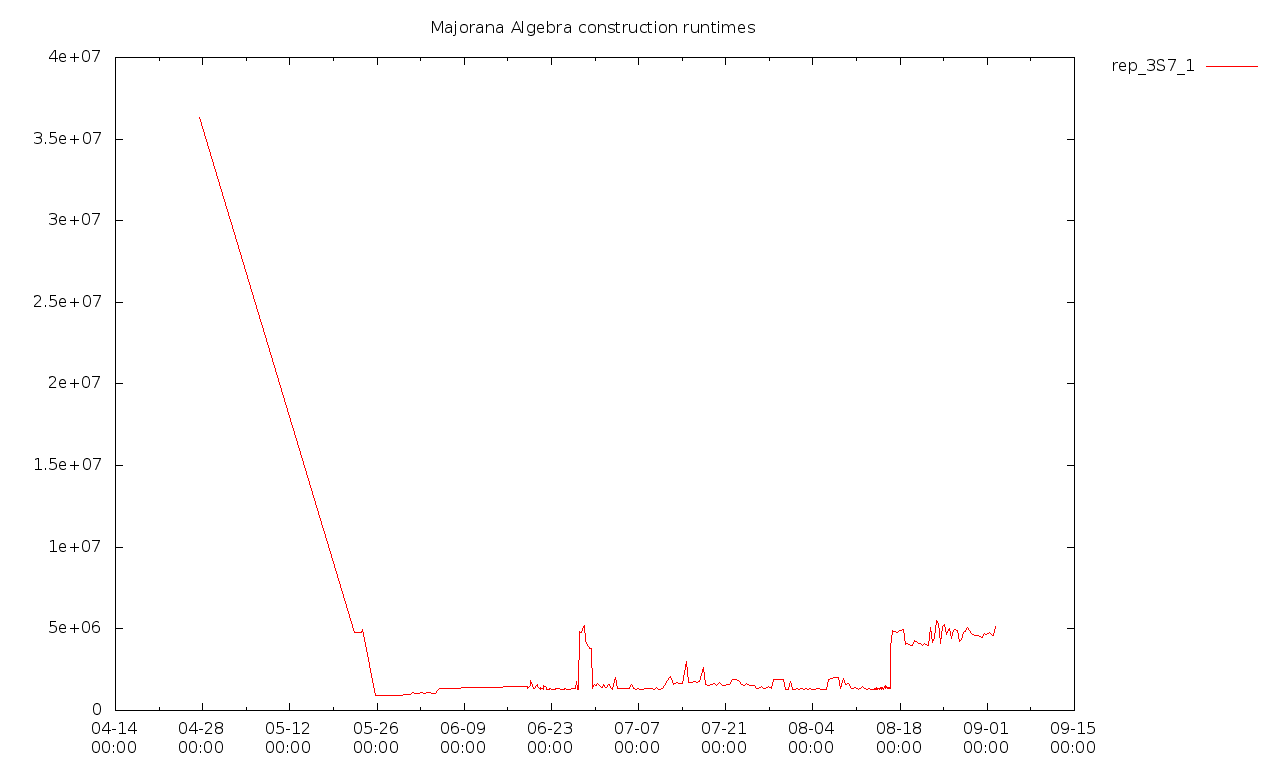 Majorana Algebra construction runtimes
rep_3S7_1
4e+07
3.5e+07
3e+07
2.5e+07
2e+07
1.5e+07
1e+07
5e+06
0
04-14 04-28 05-12 05-26 06-09 06-23 07-07 07-21 08-04 08-18 09-01 09-15
00:00 00:00 00:00 00:00 00:00 00:00 00:00 00:00 00:00 00:00 00:00 00:00